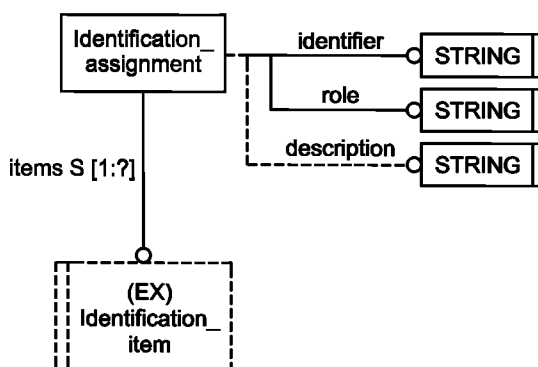 Identification_
assignment
identifier
STRING
role
STRING
description
STRING
items S [1:?]
(EX)
Identification_
item